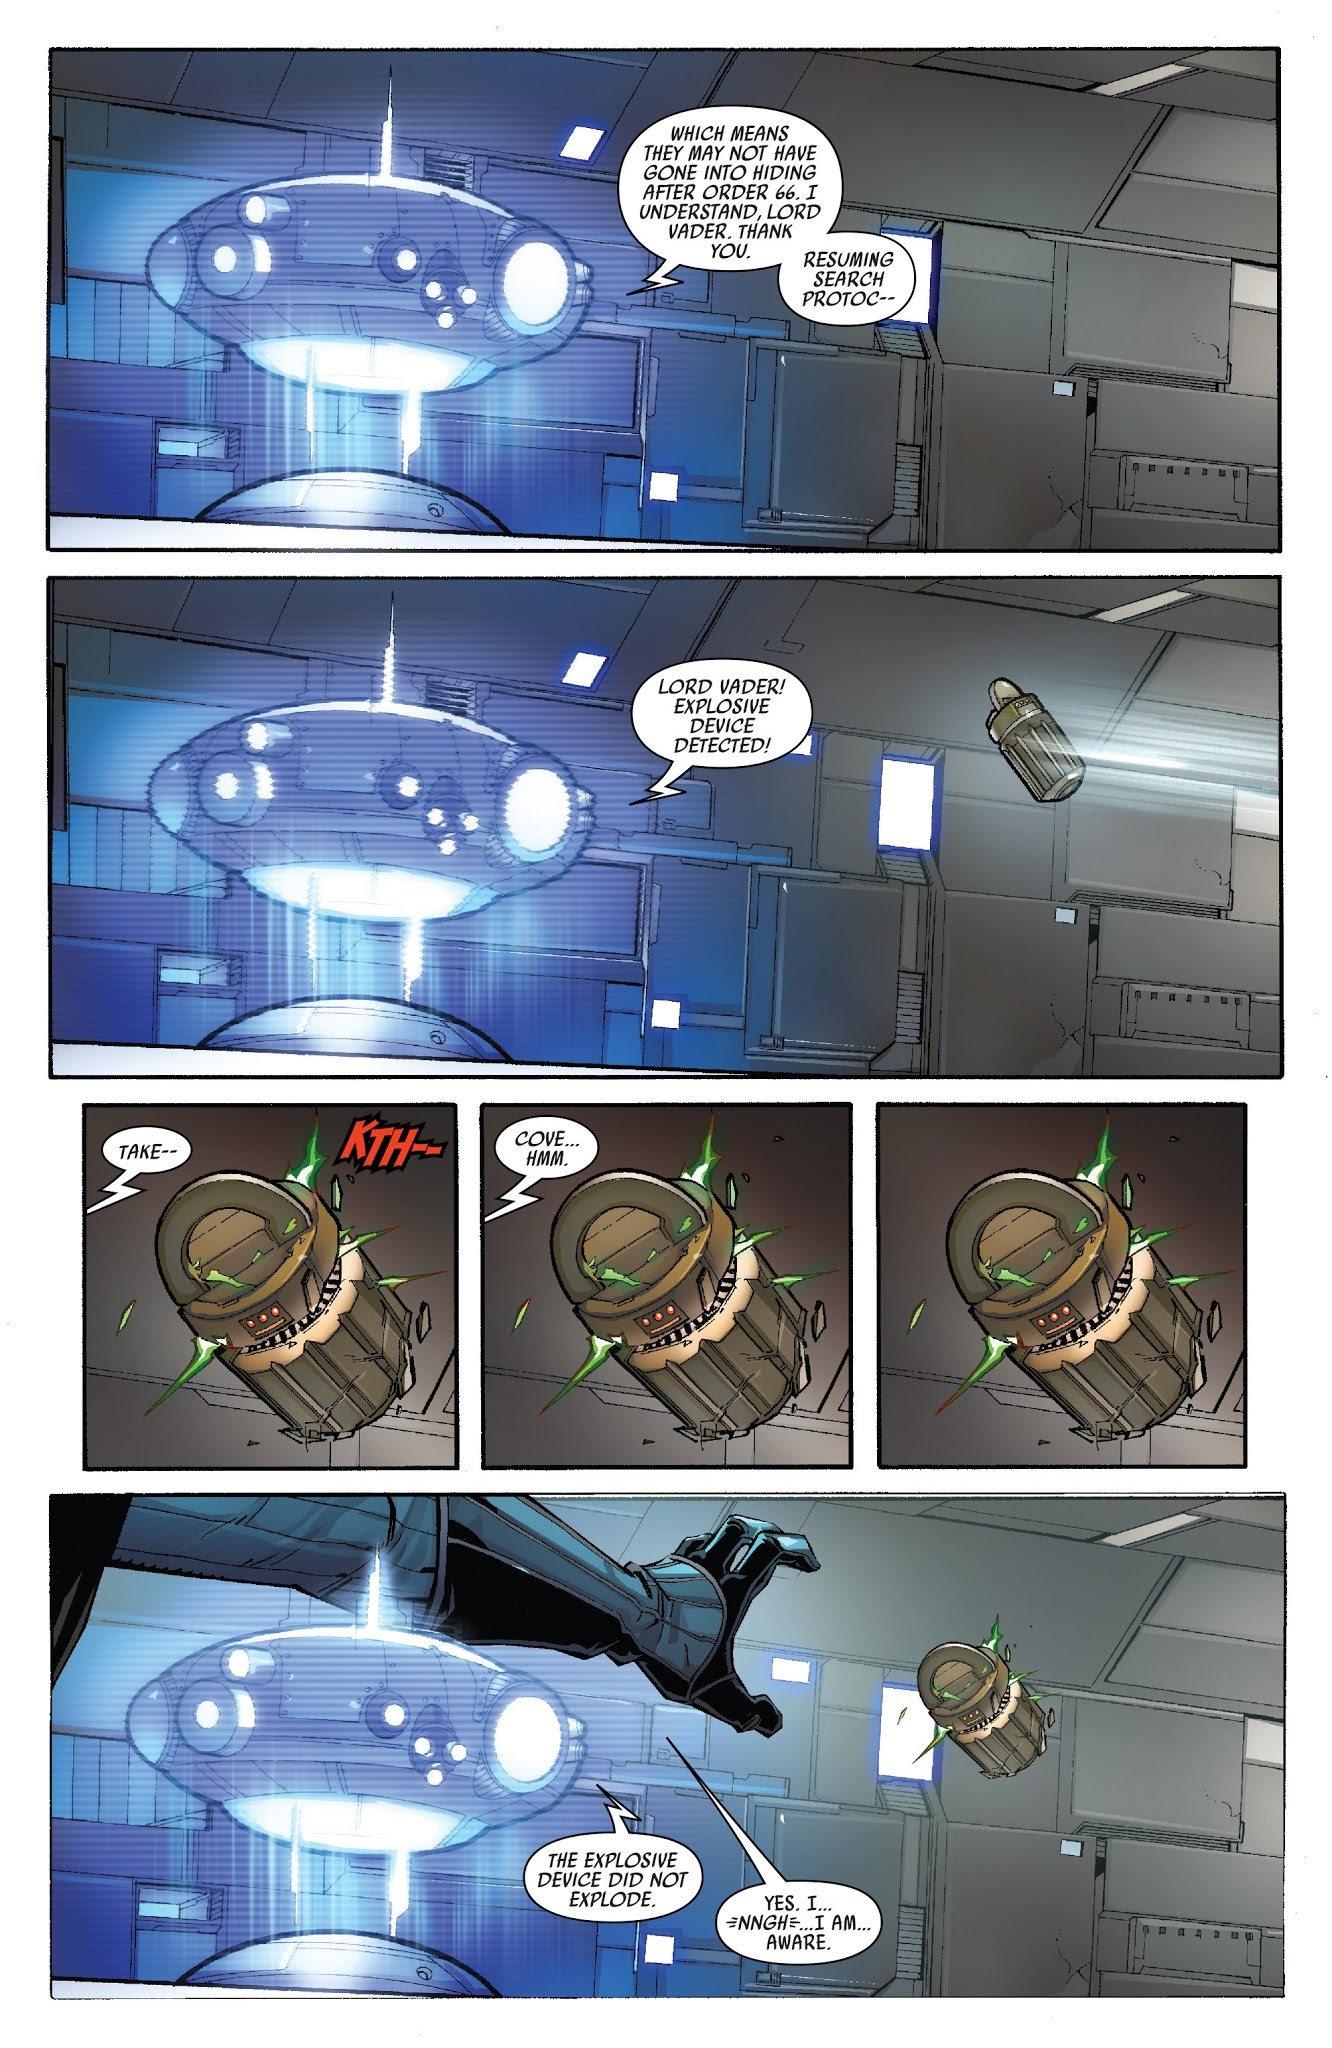 WHICH MEANS
THEY MAY NOT HAVE
GONE INTO HIDING
AFTER ORDER 66. I
UNDERSTAND, LORD
VADER. THANK
YOU.
RESUMING
SEARCH
PROTOC--
LORD VADER!
EXPLOSIVE
DEVICE
DETECTED!
TAKE--
KTH--
COVE...
HMM.
THE EXPLOSIVE
DEVICE DID NOT
EXPLODE.
YES. I...
=NNGH=...I AM...
AWARE.